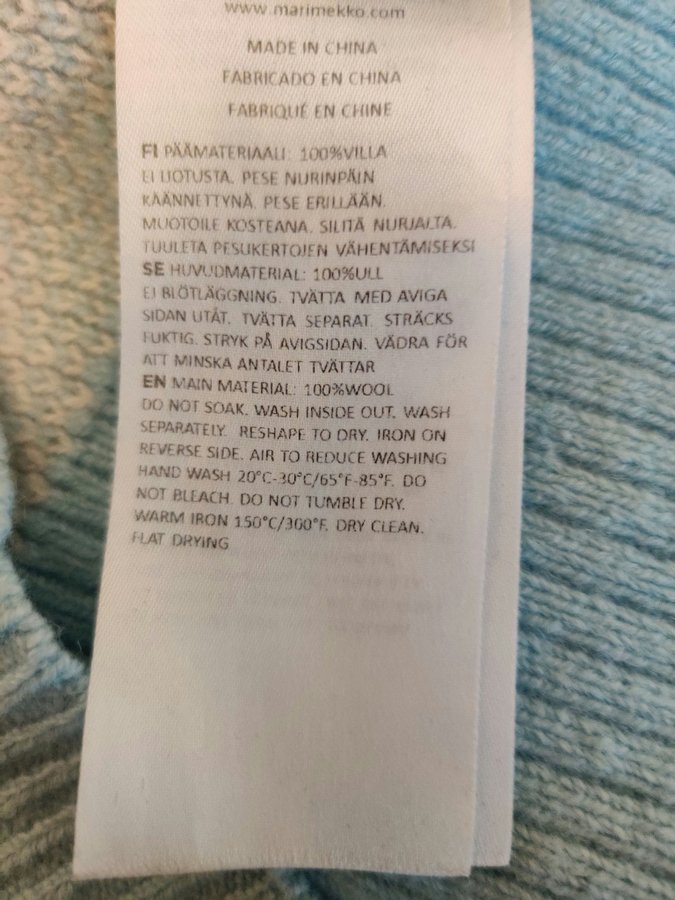 www.marimekko.com
MADE IN CHINA
FABRICADO EN CHINA
FABRIQUÉ EN CHINE
FI PÄÄMATERIAALI: 100%VILLA
EI LIOTUSTA. PESE NURINPÄIN
KÄÄNNETTYNÄ. PESE ERILLÄÄN.
MUOTOILE KOSTEANA. SILITÄ NURJALTA.
TUULETA PESUKERTOJEN VÄHENTÄMISEKSI
SE HUVUDMATERIAL: 100%ULL
EJ BLÖTLÄGGNING. TVÄTTA MED AVIGA
SIDAN UTÅT. TVÄTTA SEPARAT. STRÄCKS
FUKTIG. STRYK PÅ AVIGSIDAN. VÄDRA FÖR
ATT MINSKA ANTALET TVÄTTAR
EN MAIN MATERIAL: 100%WOOL
DO NOT SOAK. WASH INSIDE OUT. WASH
SEPARATELY. RESHAPE TO DRY. IRON ON
REVERSE SIDE. AIR TO REDUCE WASHING
HAND WASH 20°C-30°C/65°F-85°F. DO
NOT BLEACH. DO NOT TUMBLE DRY.
WARM IRON 150°C/300°F. DRY CLEAN.
FLAT DRYING